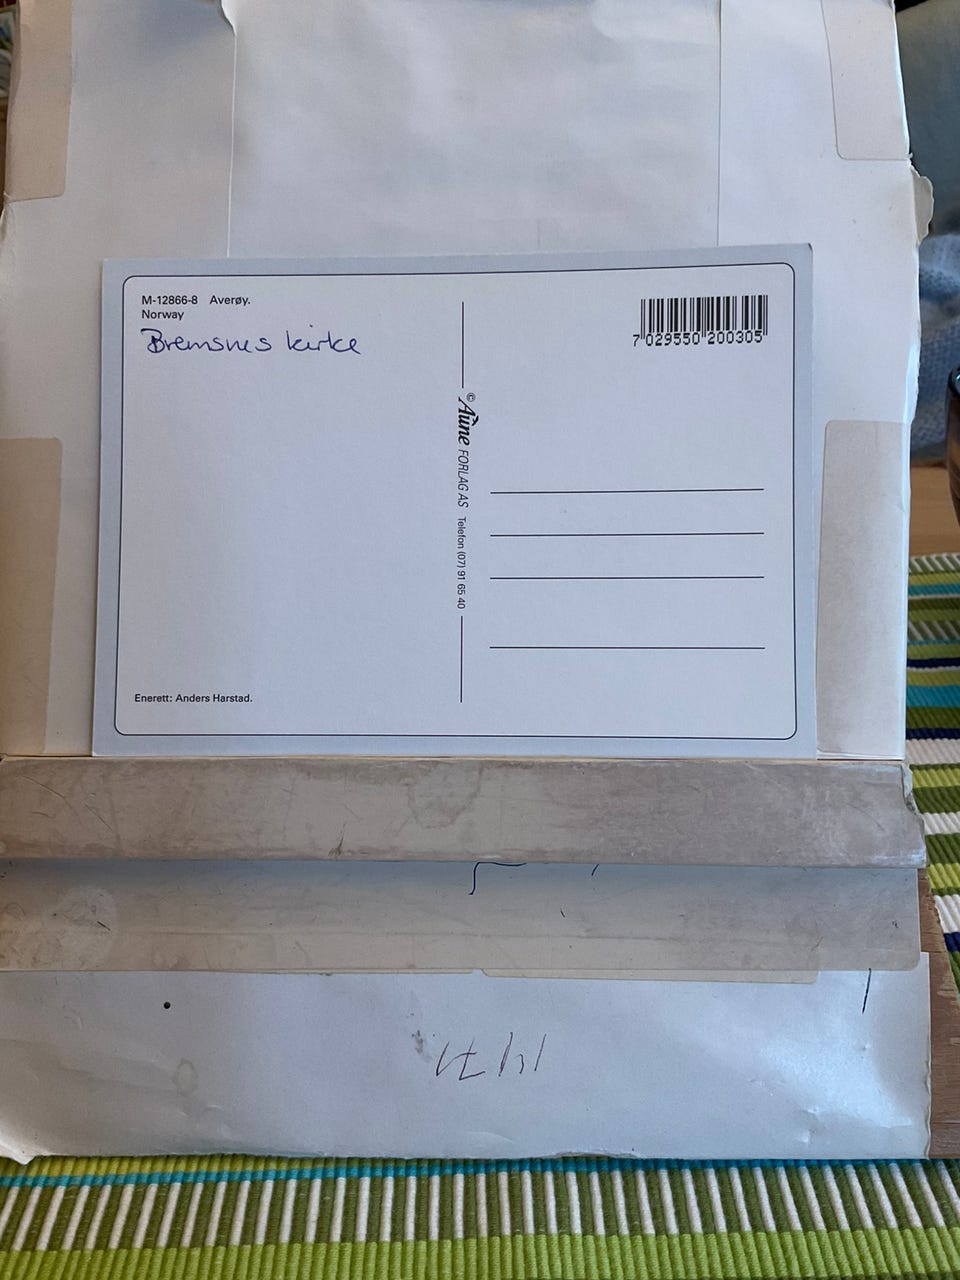 M-12866-8 Averøy.
Norway
Bremsnes kirke
7 029550 200305
© Aune FORLAG AS Telefon (07) 91 65 40
Enerett: Anders Harstad.